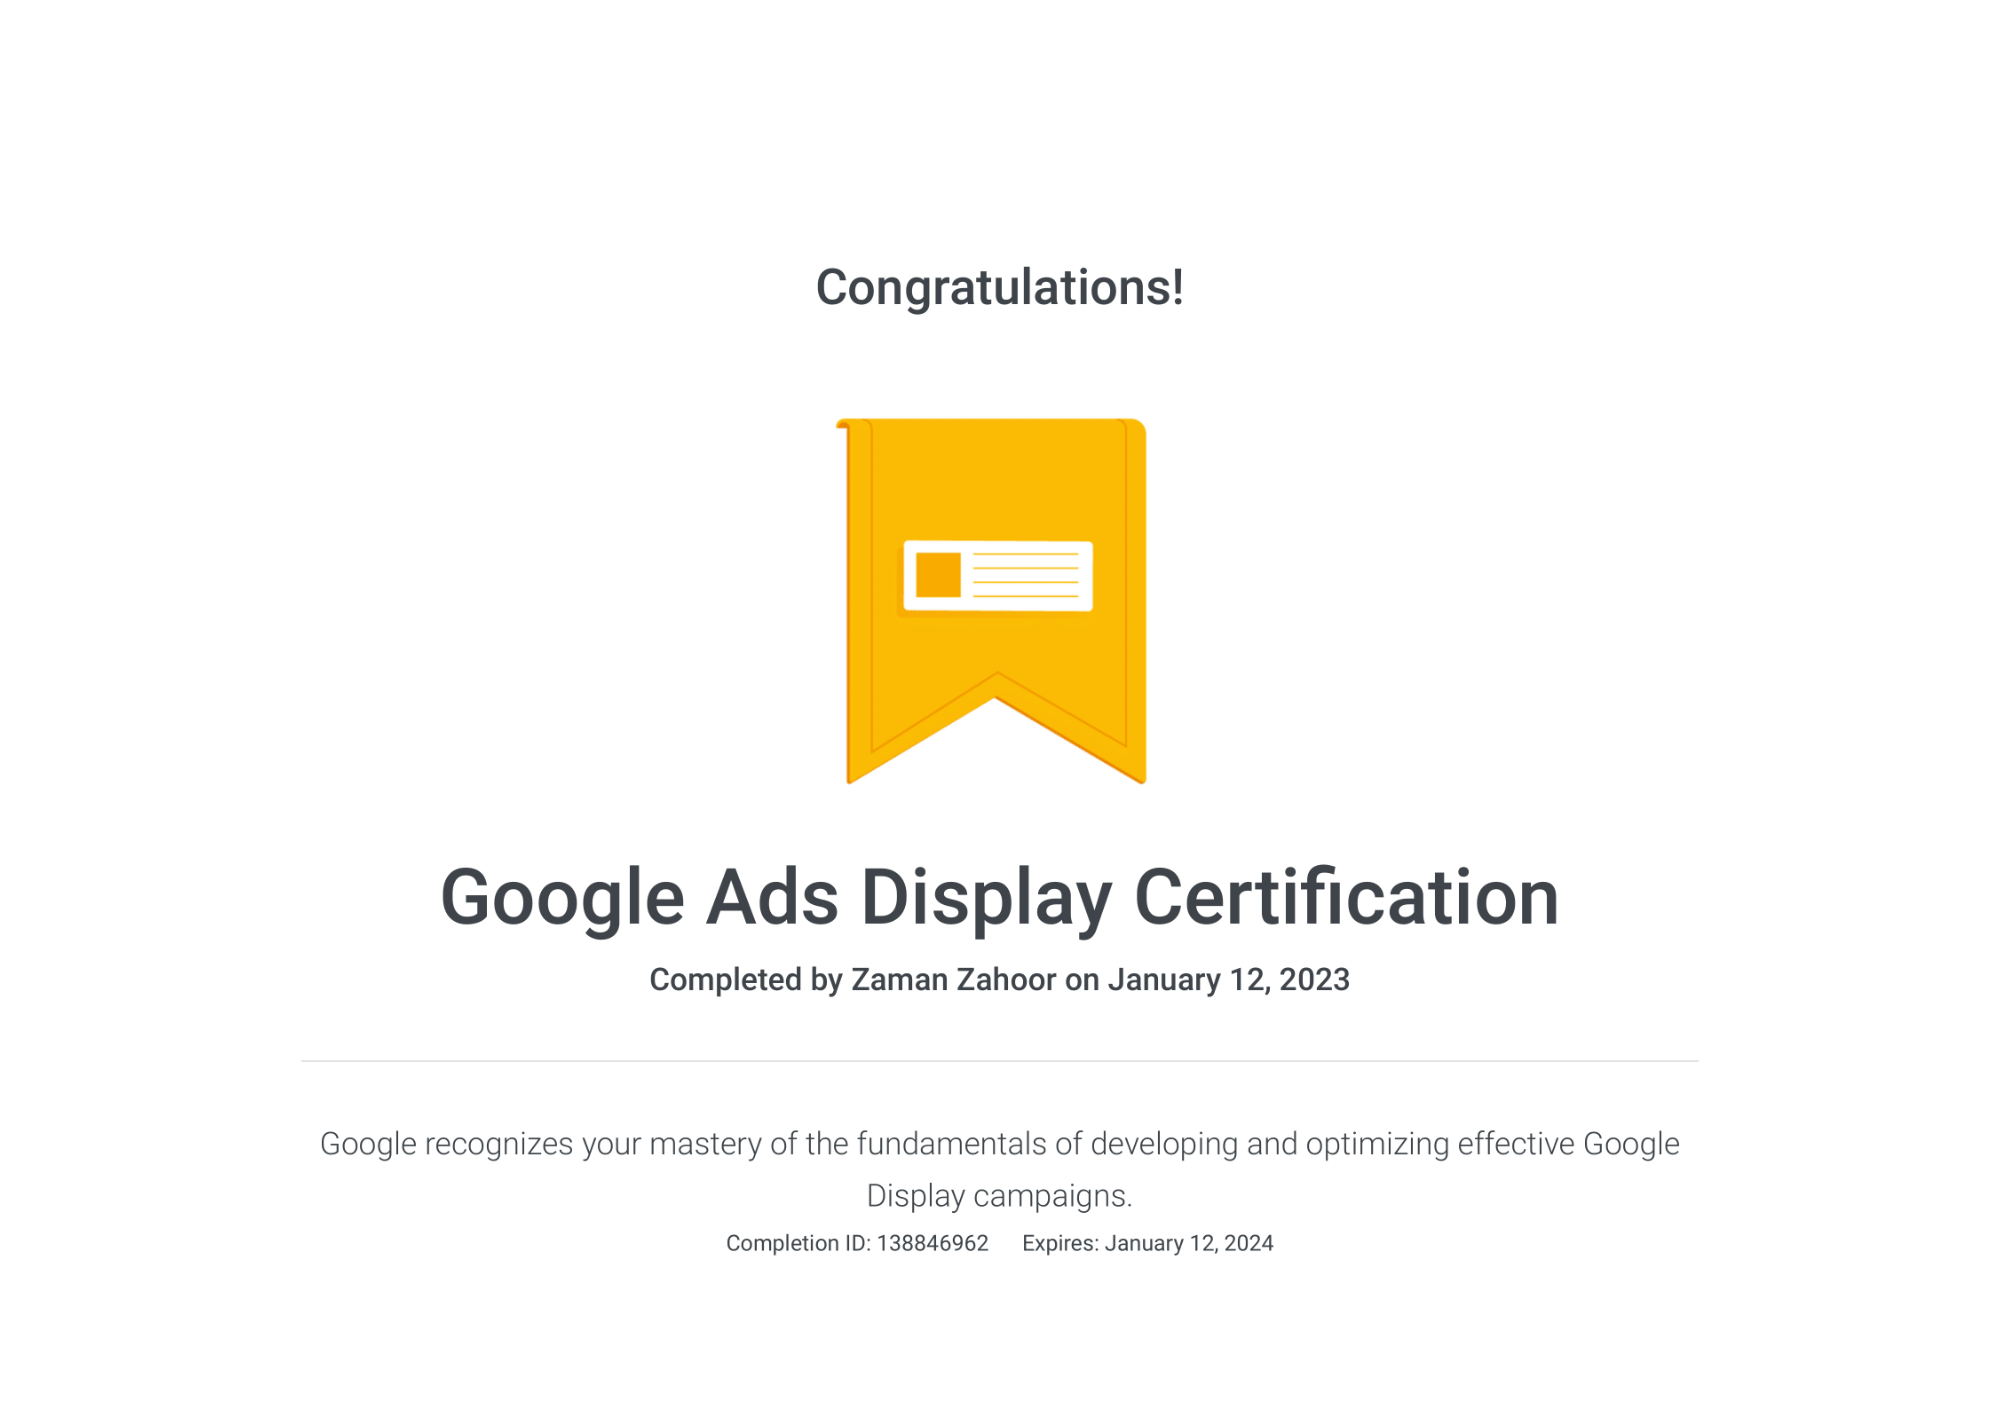 Congratulations!
Google Ads Display Certification
Completed by Zaman Zahoor on January 12, 2023
Google recognizes your mastery of the fundamentals of developing and optimizing effective Google
Display campaigns.
Completion ID: 138846962 Expires: January 12, 2024